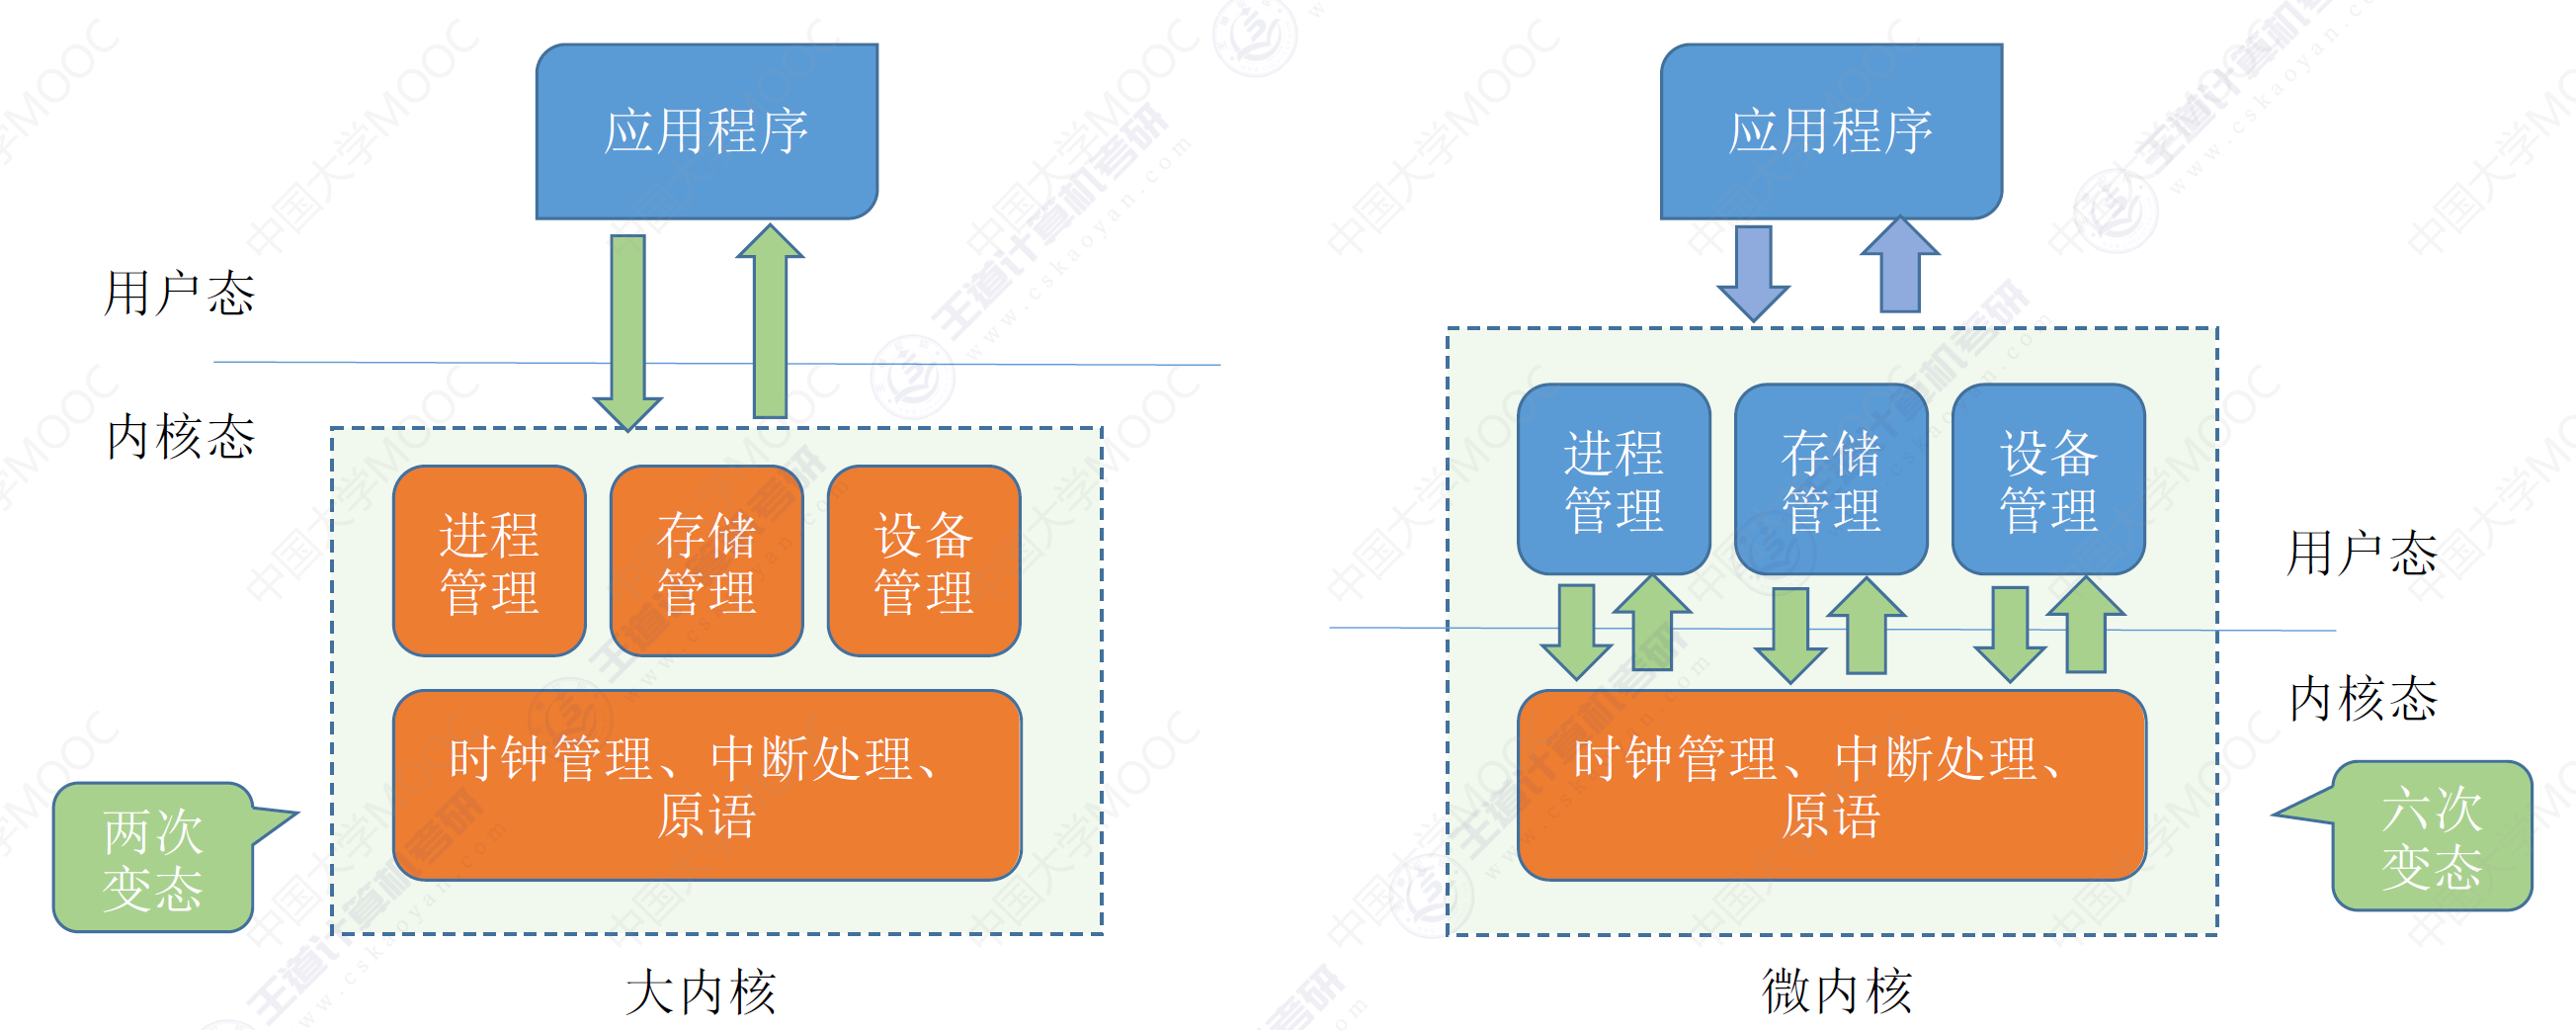 应用程序
用户态
内核态
进程
管理
存储
管理
设备
管理
时钟管理、中断处理、
原语
两次
变态
大内核
应用程序
进程
管理
存储
管理
设备
管理
用户态
内核态
时钟管理、中断处理、
原语
六次
变态
微内核
中国大学MOOC
王道计算机考研
www.cskaoyan.com